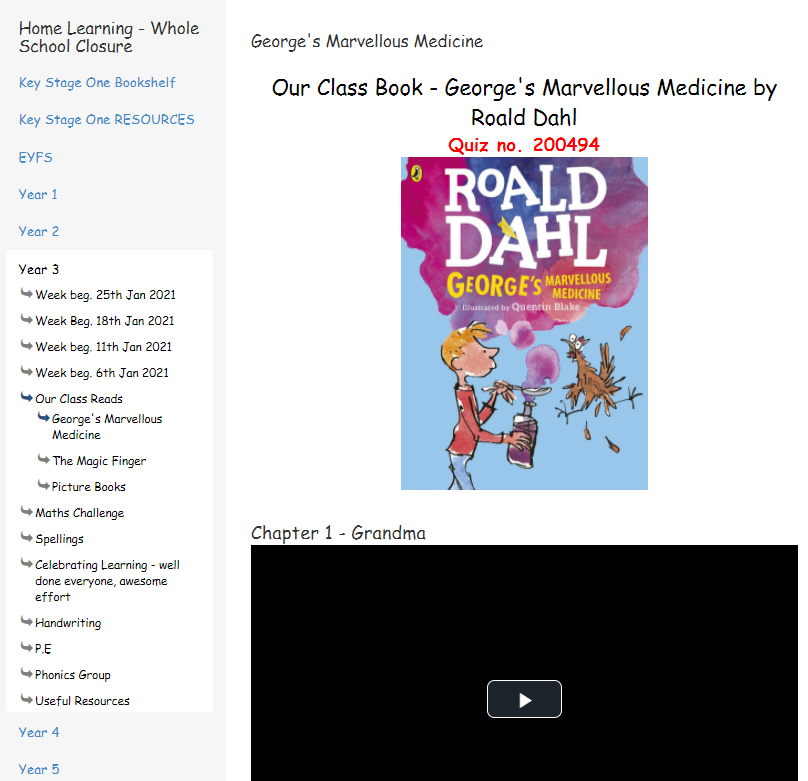 Home Learning - Whole
School Closure
Key Stage One Bookshelf
Key Stage One RESOURCES
EYFS
Year 1
Year 2
Year 3
Week beg. 25th Jan 2021
Week Beg. 18th Jan 2021
Week beg. 11th Jan 2021
Week beg. 6th Jan 2021
Our Class Reads
George's Marvellous
Medicine
The Magic Finger
Picture Books
Maths Challenge
Spellings
Celebrating Learning - well
done everyone, awesome
effort
Handwriting
P.E
Phonics Group
Useful Resources
Year 4
Year 5
George's Marvellous Medicine
Our Class Book - George's Marvellous Medicine by
Roald Dahl
Quiz no. 200494
ROALD
DAHL
GEORGE'S MARVELLOUS
MEDICINE
Illustrated by Quentin Blake
Chapter 1 - Grandma